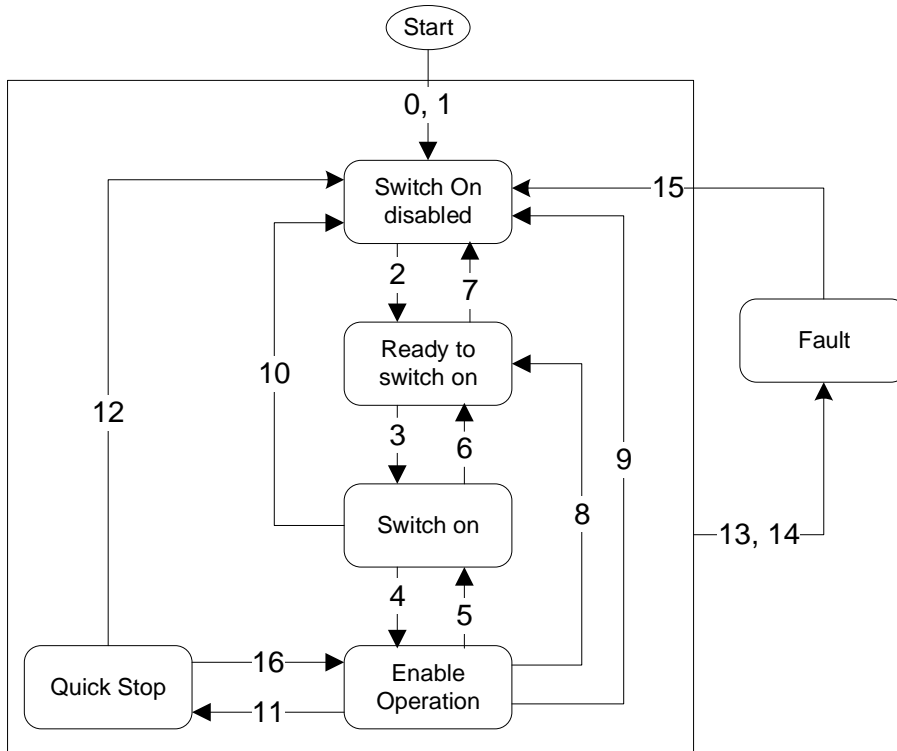 Start
0, 1
Switch On
disabled
15
2
7
Fault
Ready to
switch on
10
12
3
6
9
8
Switch on
13, 14
4
5
16
Enable
Operation
Quick Stop
11